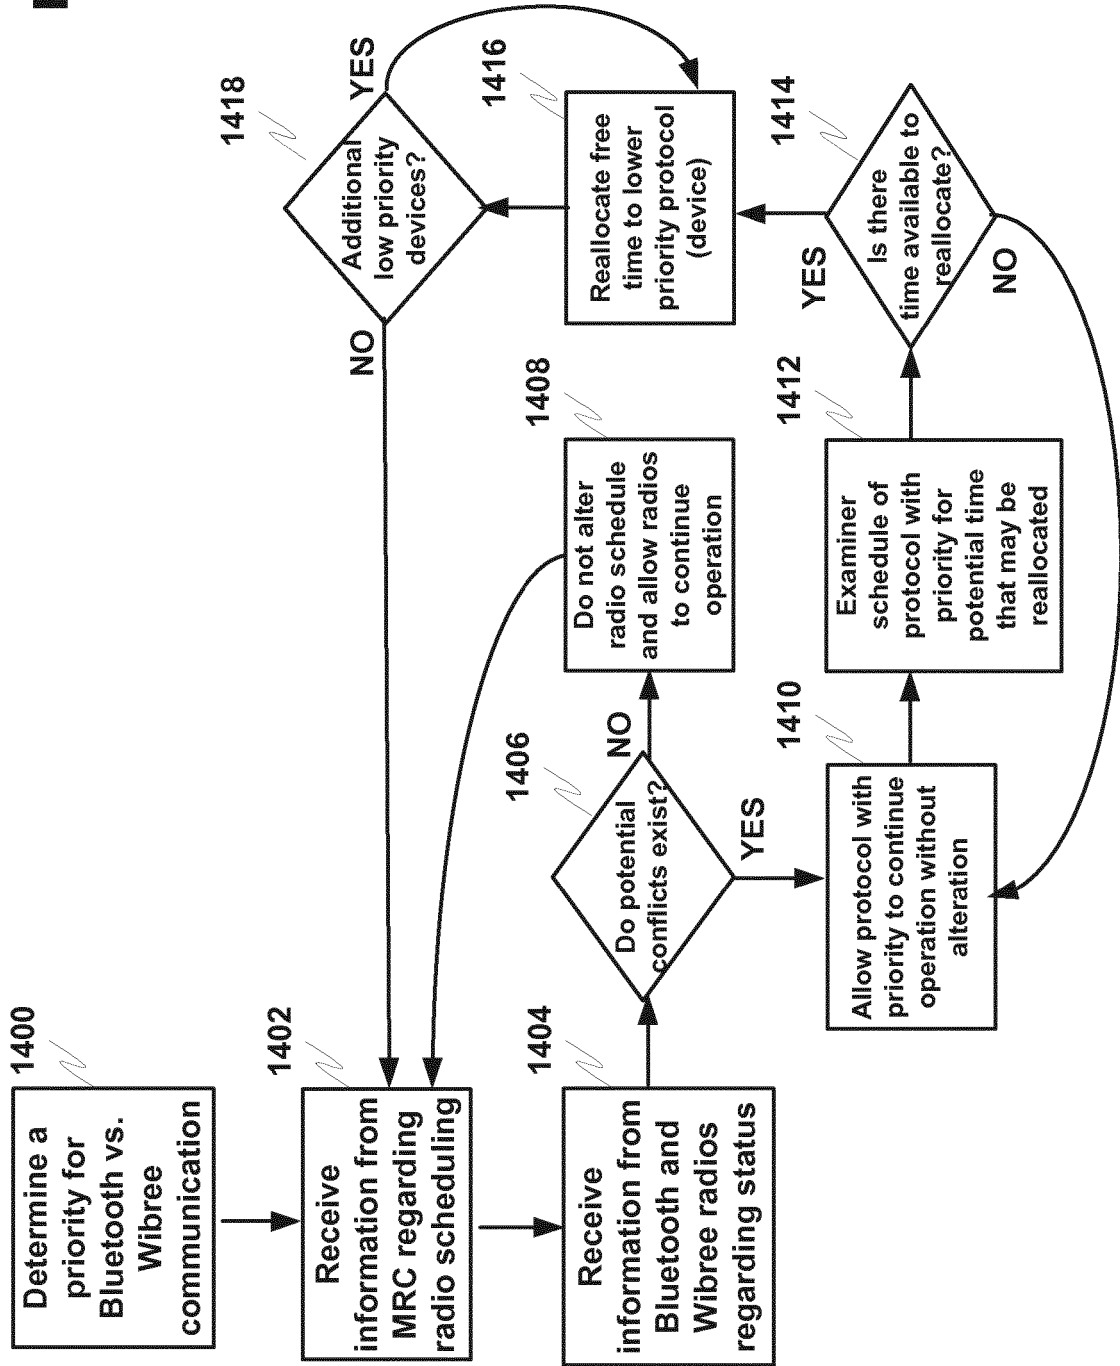 1400
Determine a
priority for
Bluetooth vs.
Wibree
communication
1402
Receive
information from
MRC regarding
radio scheduling
1404
Receive
information from
Bluetooth and
Wibree radios
regarding status
1406
Do potential
conflicts exist?
NO
YES
1408
Do not alter
radio schedule
and allow radios
to continue
operation
1410
Allow protocol with
priority to continue
operation without
alteration
1412
Examiner
schedule of
protocol with
priority for
potential time
that may be
reallocated
1414
Is there
time available to
reallocate?
YES
NO
1416
Reallocate free
time to lower
priority protocol
(device)
1418
Additional
low priority
devices?
YES
NO